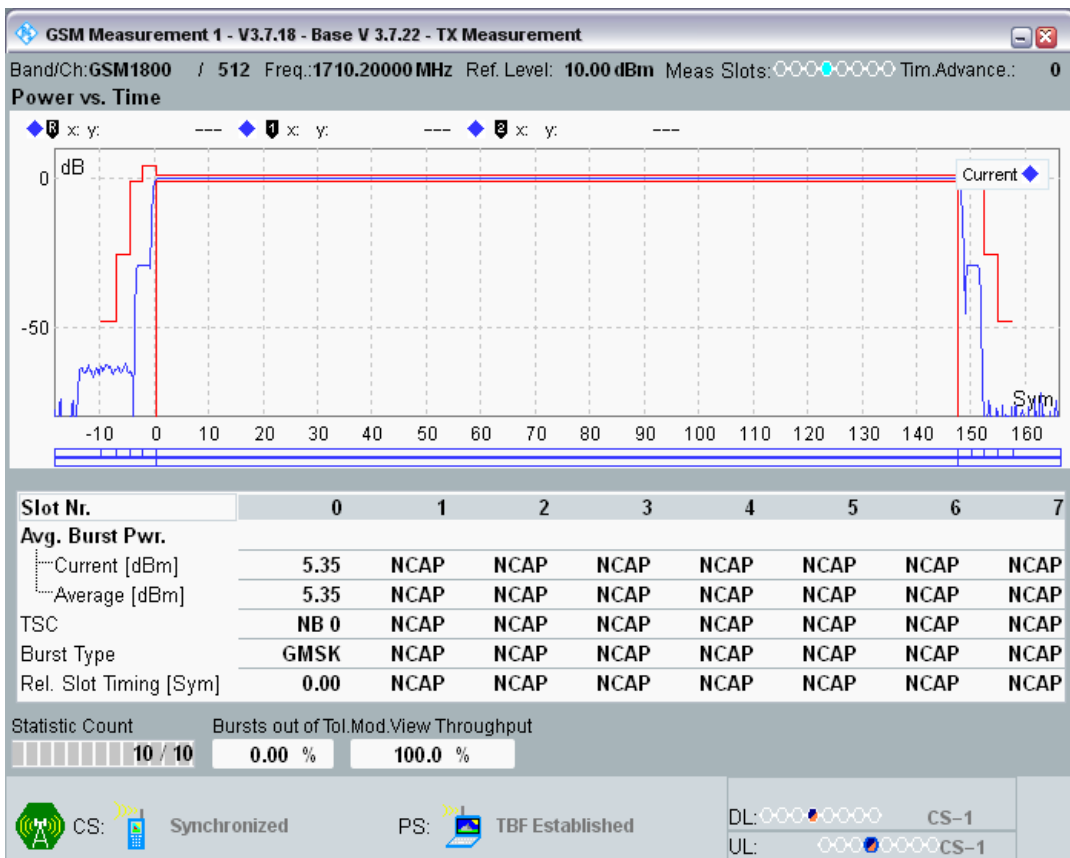 GSM Measurement 1 - V3.7.18 - Base V 3.7.22 - TX Measurement
Band/Ch:GSM1800 / 512 Freq.:1710.20000 MHz Ref. Level: 10.00 dBm Meas Slots: Tim.Advance.: 0
Power vs. Time
R x: y: --- 1 x: y: --- 2 x: y: ---
dB
Current
0
-50
Sym
-10 0 10 20 30 40 50 60 70 80 90 100 110 120 130 140 150 160
Slot Nr. 0 1 2 3 4 5 6 7
Avg. Burst Pwr.
Current [dBm] 5.35 NCAP NCAP NCAP NCAP NCAP NCAP NCAP
Average [dBm] 5.35 NCAP NCAP NCAP NCAP NCAP NCAP NCAP
TSC NB 0 NCAP NCAP NCAP NCAP NCAP NCAP NCAP
Burst Type GMSK NCAP NCAP NCAP NCAP NCAP NCAP NCAP
Rel. Slot Timing [Sym] 0.00 NCAP NCAP NCAP NCAP NCAP NCAP NCAP
Statistic Count Bursts out of Tol.Mod.View Throughput
10 / 10 0.00 % 100.0 %
CS: Synchronized PS: TBF Established
DL: CS-1
UL: CS-1